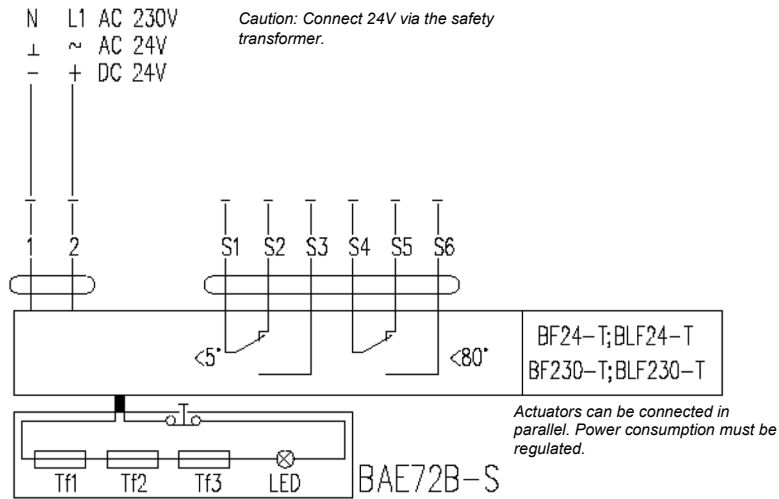 N L1 AC 230V
⊥ ~ AC 24V
- + DC 24V
Caution: Connect 24V via the safety
transformer.
1 2 S1 S2 S3 S4 S5 S6
<5° <80°
BF24-T;BLF24-T
BF230-T;BLF230-T
Actuators can be connected in
parallel. Power consumption must be
regulated.
T
Tf1 Tf2 Tf3 LED
BAE72B-S